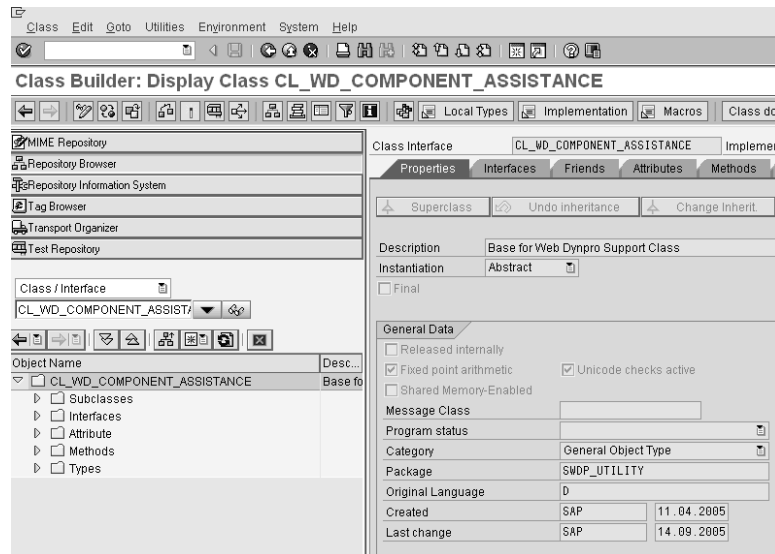 Class Edit Goto Utilities Environment System Help
Class Builder: Display Class CL_WD_COMPONENT_ASSISTANCE
Local Types Implementation Macros Class do
MIME Repository
Repository Browser
Repository Information System
Tag Browser
Transport Organizer
Test Repository
Class / Interface
CL_WD_COMPONENT_ASSIST
Object Name Desc...
CL_WD_COMPONENT_ASSISTANCE Base fo
Subclasses
Interfaces
Attribute
Methods
Types
Class Interface CL_WD_COMPONENT_ASSISTANCE Implemen
Properties Interfaces Friends Attributes Methods
Superclass Undo inheritance Change Inherit.
Description Base for Web Dynpro Support Class
Instantiation Abstract
Final
General Data
Released internally
Fixed point arithmetic Unicode checks active
Shared Memory-Enabled
Message Class
Program status
Category General Object Type
Package SWDP_UTILITY
Original Language D
Created SAP 11.04.2005
Last change SAP 14.09.2005